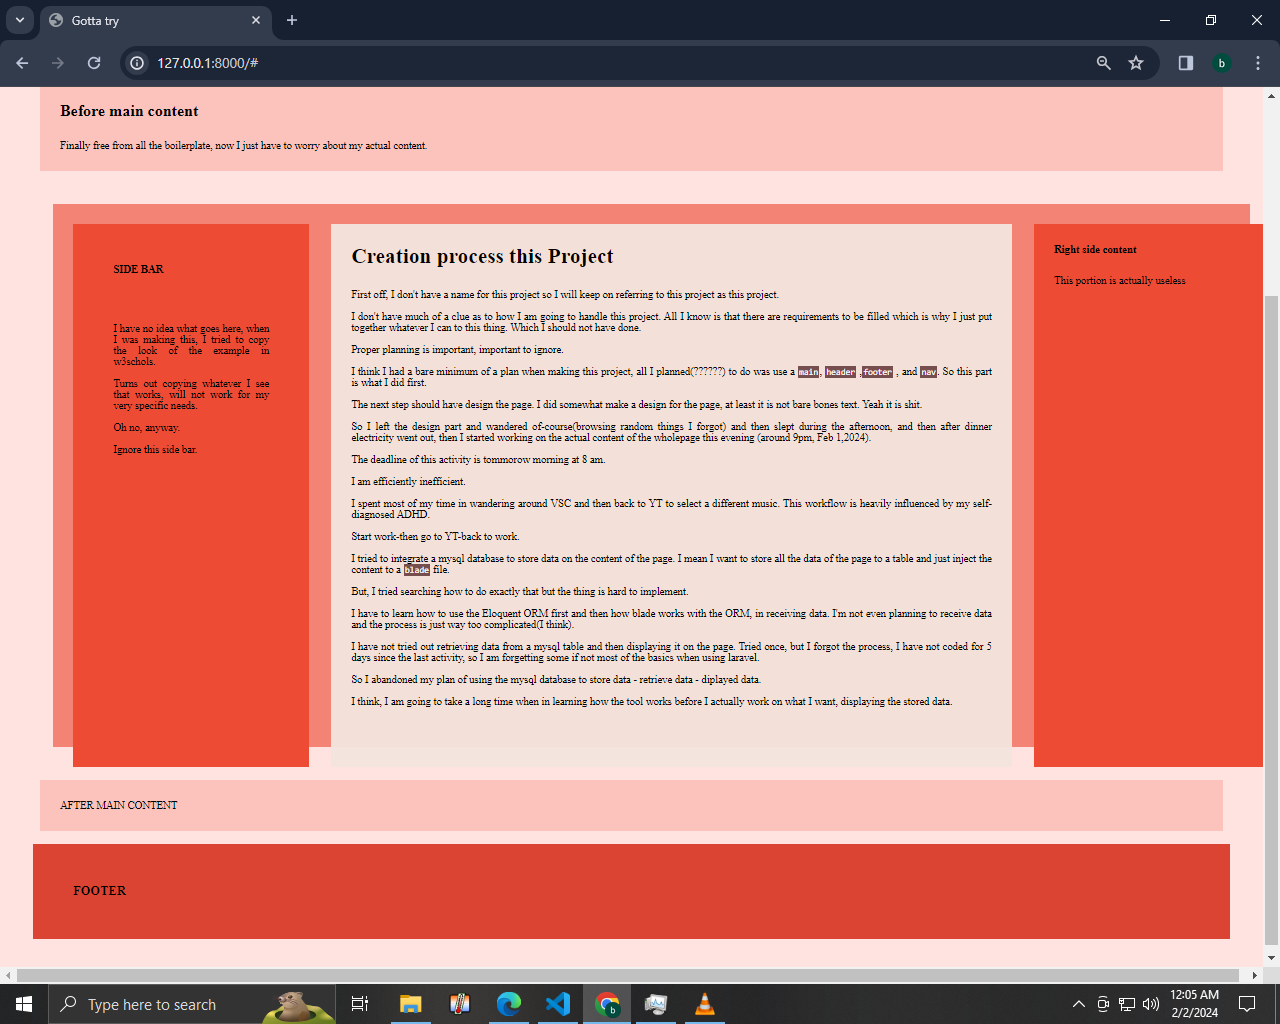 Gotta try
127.0.0.1:8000/#
b
Before main content
Finally free from all the boilerplate, now I just have to worry about my actual content.
SIDE BAR
I have no idea what goes here, when
I was making this, I tried to copy
the look of the example in
w3schols.
Turns out copying whatever I see
that works, will not work for my
very specific needs.
Oh no, anyway.
Ignore this side bar.
Creation process this Project
First off, I don't have a name for this project so I will keep on referring to this project as this project.
I don't have much of a clue as to how I am going to handle this project. All I know is that there are requirements to be filled which is why I just put
together whatever I can to this thing. Which I should not have done.
Proper planning is important, important to ignore.
I think I had a bare minimum of a plan when making this project, all I planned(??????) to do was use a main, header ,footer , and nav. So this part
is what I did first.
The next step should have design the page. I did somewhat make a design for the page, at least it is not bare bones text. Yeah it is shit.
So I left the design part and wandered of-course(browsing random things I forgot) and then slept during the afternoon, and then after dinner
electricity went out, then I started working on the actual content of the wholepage this evening (around 9pm, Feb 1,2024).
The deadline of this activity is tommorow morning at 8 am.
I am efficiently inefficient.
I spent most of my time in wandering around VSC and then back to YT to select a different music. This workflow is heavily influenced by my self-
diagnosed ADHD.
Start work-then go to YT-back to work.
I tried to integrate a mysql database to store data on the content of the page. I mean I want to store all the data of the page to a table and just inject the
content to a blade file.
But, I tried searching how to do exactly that but the thing is hard to implement.
I have to learn how to use the Eloquent ORM first and then how blade works with the ORM, in receiving data. I'm not even planning to receive data
and the process is just way too complicated(I think).
I have not tried out retrieving data from a mysql table and then displaying it on the page. Tried once, but I forgot the process, I have not coded for 5
days since the last activity, so I am forgetting some if not most of the basics when using laravel.
So I abandoned my plan of using the mysql database to store data - retrieve data - diplayed data.
I think, I am going to take a long time when in learning how the tool works before I actually work on what I want, displaying the stored data.
Right side content
This portion is actually useless
AFTER MAIN CONTENT
FOOTER
Type here to search
b
12:05 AM
2/2/2024